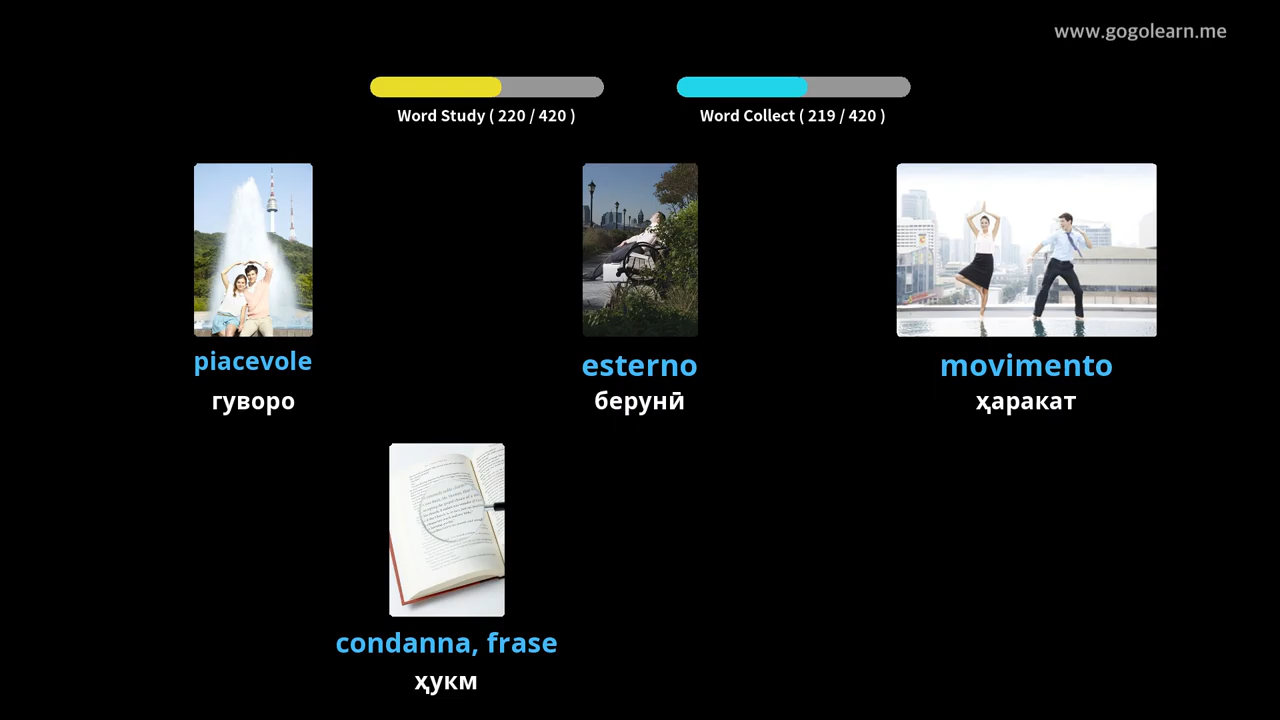 www.gogolearn.me
Word Study ( 220 / 420 )
Word Collect ( 219 / 420 )
piacevole
esterno
movimento
гуворо
берунӣ
ҳаракат
condanna, frase
ҳукм